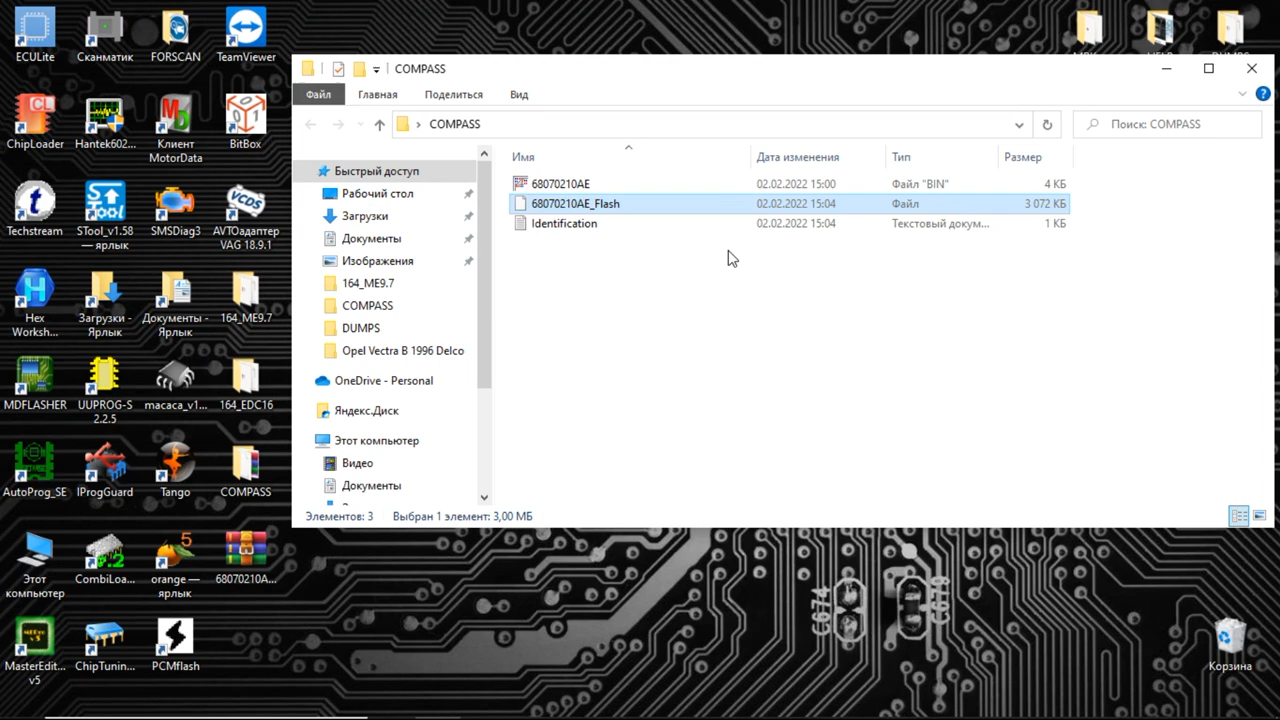 ECULite
Сканматик
FORSCAN
TeamViewer
ChipLoader
Hantek602...
Клиент
MotorData
BitBox
Techstream
STool_v1.58
— ярлык
SMSDiag3
AVTOадаптер
VAG 18.9.1
Hex
Worksh...
Загрузки -
Ярлык
Документы -
Ярлык
164_ME9.7
MDFLASHER
UUPROG-S
2.2.5
macaca_v1...
164_EDC16
AutoProg_SE
IProgGuard
Tango
COMPASS
Этот
компьютер
CombiLoa...
orange —
ярлык
68070210A...
MasterEdit...
v5
ChipTunin...
PCMflash
COMPASS
Файл
Главная
Поделиться
Вид
COMPASS
Поиск: COMPASS
Быстрый доступ
Рабочий стол
Загрузки
Документы
Изображения
164_ME9.7
COMPASS
DUMPS
Opel Vectra B 1996 Delco
OneDrive - Personal
Яндекс.Диск
Этот компьютер
Видео
Документы
Имя
Дата изменения
Тип
Размер
68070210AE
02.02.2022 15:00
Файл "BIN"
4 КБ
68070210AE_Flash
02.02.2022 15:04
Файл
3 072 КБ
Identification
02.02.2022 15:04
Текстовый докум...
1 КБ
Элементов: 3
Выбран 1 элемент: 3,00 МБ
C674
Корзина